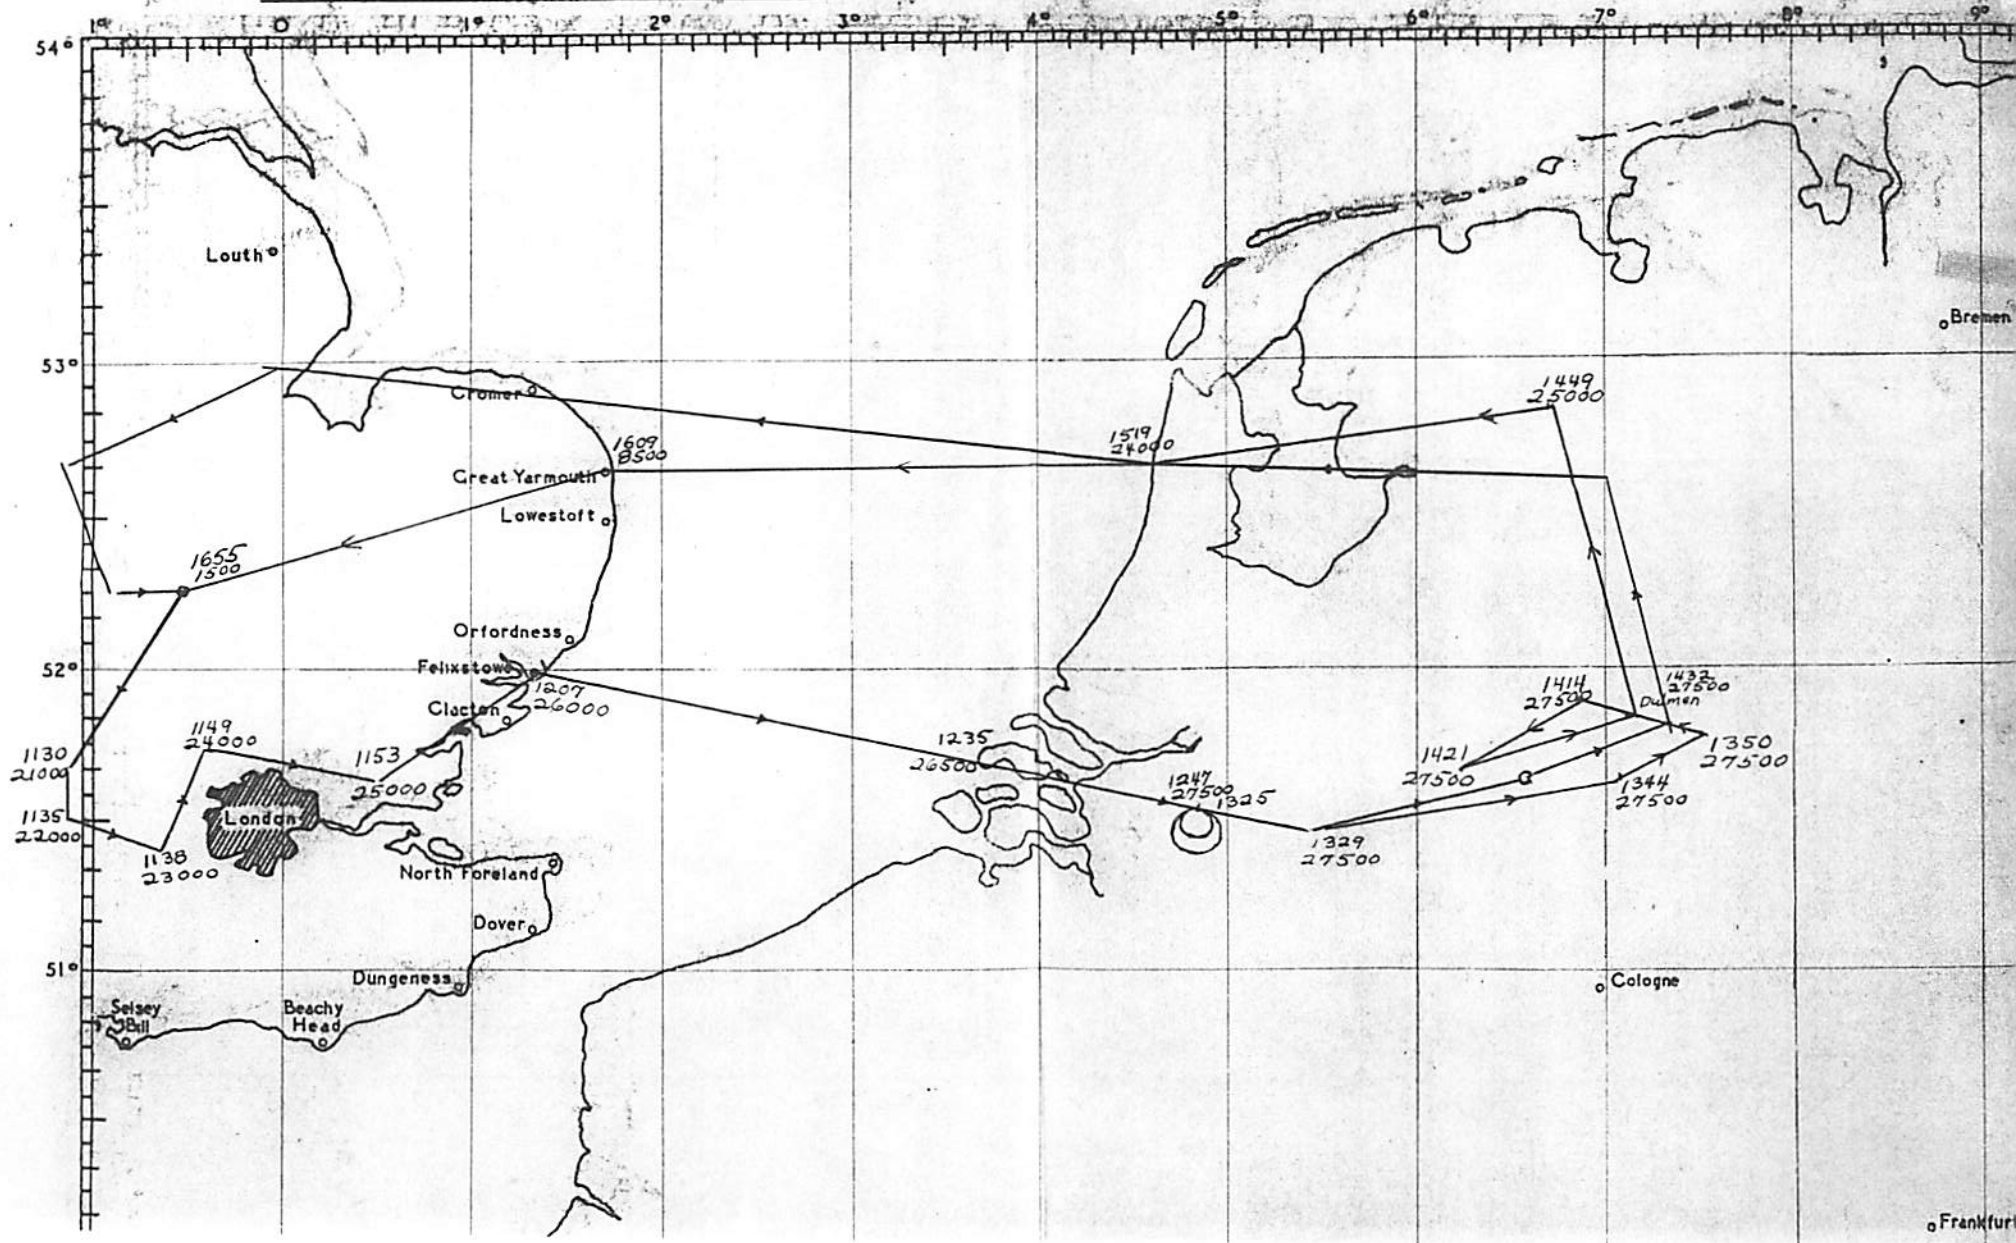 1° 0 1° 2° 3° 4° 5° 6° 7° 8° 9°
54°
Louth
Bremen
53°
Cromer
1449
25000
1519
24000
1609
8500
Great Yarmouth
Lowestoft
1655
1500
Orfordness
52°
Felixstowe
1207
26000
Clacton
1414
27500
1432
27500
Dulmen
1149
24000
1130
21000
1153
25000
1235
26500
1421
27500
1350
27500
1247
27500
1325
1344
27500
1135
22000
London
1138
23000
1329
27500
North Foreland
Dover
51°
Dungeness
Cologne
Selsey
Bill
Beachy
Head
Frankfurt